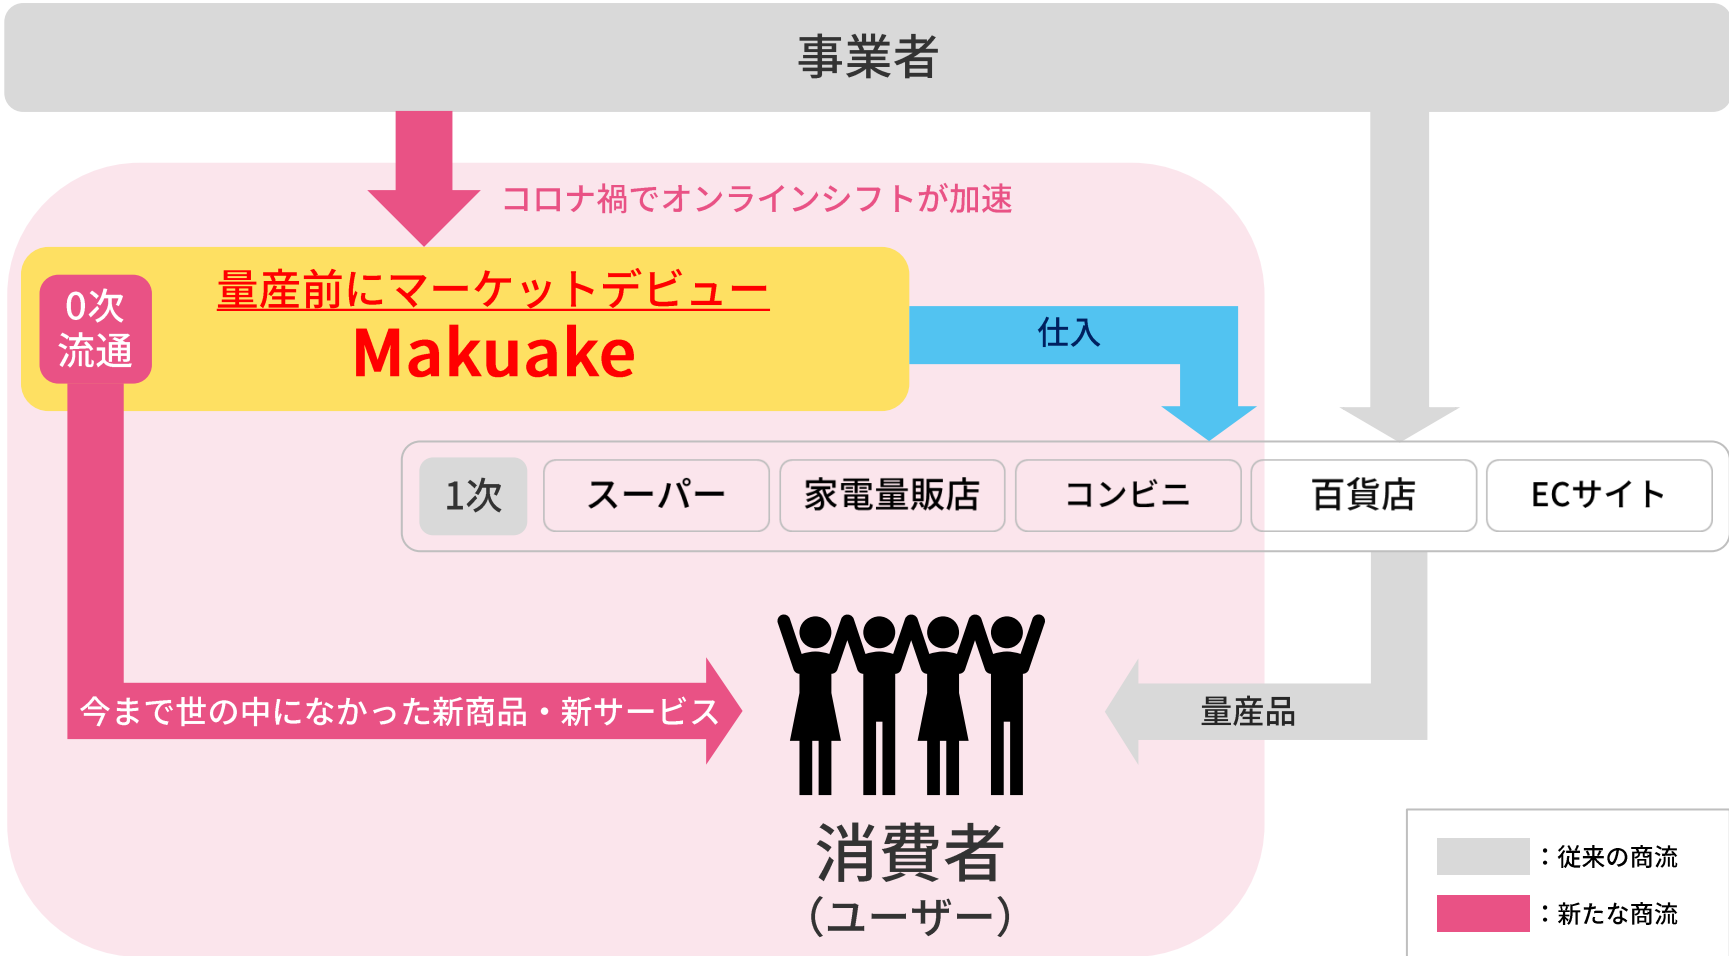 事業者
コロナ禍でオンラインシフトが加速
0次
流通
量産前にマーケットデビュー
Makuake
仕入
1次
スーパー
家電量販店
コンビニ
百貨店
ECサイト
今まで世の中になかった新商品・新サービス
量産品
消費者
（ユーザー）
：従来の商流
：新たな商流